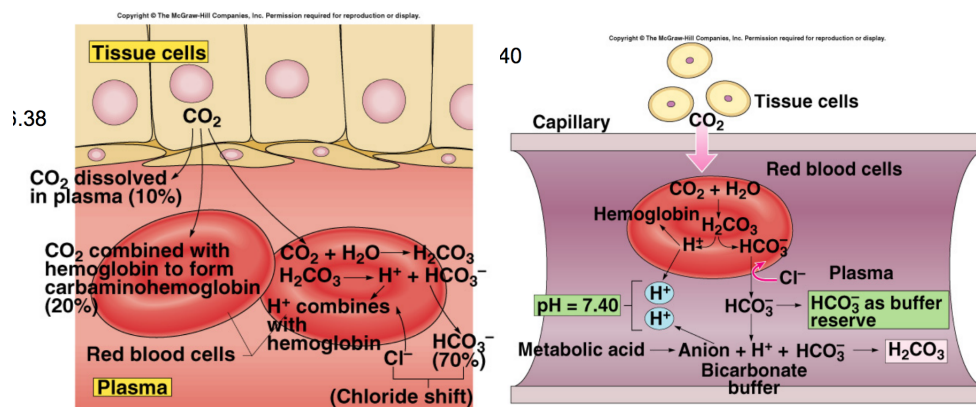 Copyright © The McGraw-Hill Companies, Inc. Permission required for reproduction or display.
Tissue cells
CO₂
.38
CO₂ dissolved
in plasma (10%)
CO₂ combined with
hemoglobin to form
carbaminohemoglobin
(20%)
CO₂ + H₂O → H₂CO₃
H₂CO₃ → H⁺ + HCO₃⁻
H⁺ combines
with
hemoglobin
Red blood cells
Cl⁻
HCO₃⁻
(70%)
Plasma
(Chloride shift)
Copyright © The McGraw-Hill Companies, Inc. Permission required for reproduction or display.
40
Tissue cells
CO₂
Capillary
Red blood cells
CO₂ + H₂O
Hemoglobin
H₂CO₃
H⁺
HCO₃⁻
Cl⁻
Plasma
pH = 7.40
H⁺
H⁺
HCO₃⁻
HCO₃⁻ as buffer
reserve
Metabolic acid → Anion + H⁺ + HCO₃⁻ → H₂CO₃
Bicarbonate
buffer